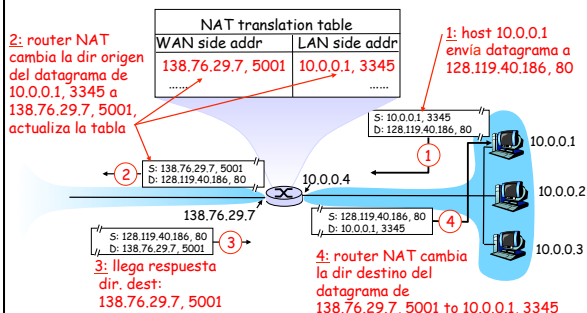 NAT translation table
WAN side addr LAN side addr
138.76.29.7, 5001 10.0.0.1, 3345
…… ……
2: router NAT
cambia la dir origen
del datagrama de
10.0.0.1, 3345 a
138.76.29.7, 5001,
actualiza la tabla
1: host 10.0.0.1
envía datagrama a
128.119.40.186, 80
S: 10.0.0.1, 3345
D: 128.119.40.186, 80
1
10.0.0.1
S: 138.76.29.7, 5001
D: 128.119.40.186, 80
2
10.0.0.4
10.0.0.2
138.76.29.7
S: 128.119.40.186, 80
D: 10.0.0.1, 3345
4
S: 128.119.40.186, 80
D: 138.76.29.7, 5001
3
10.0.0.3
3: llega respuesta
dir. dest:
138.76.29.7, 5001
4: router NAT cambia
la dir destino del
datagrama de
138.76.29.7, 5001 to 10.0.0.1, 3345